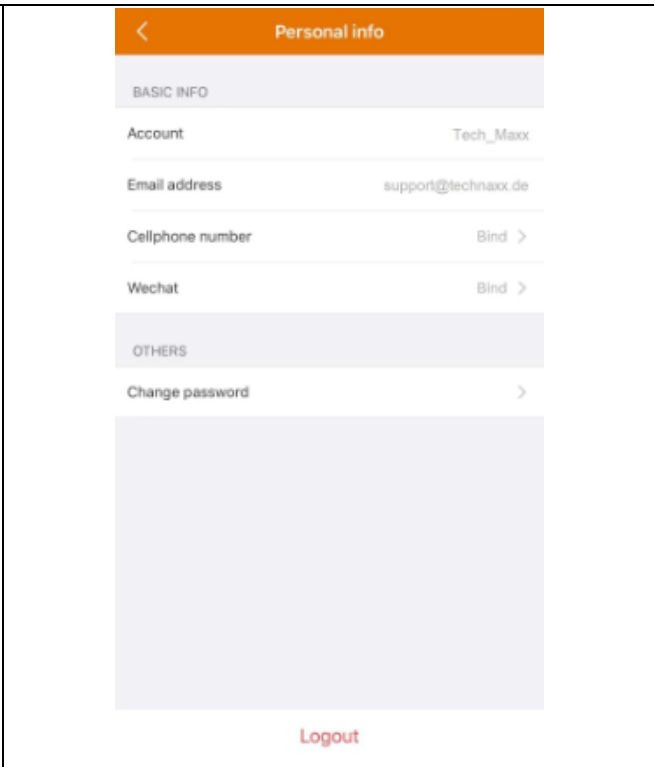 Personal info
BASIC INFO
Account Tech_Maxx
Email address support@technaxx.de
Cellphone number Bind >
Wechat Bind >
OTHERS
Change password >
Logout